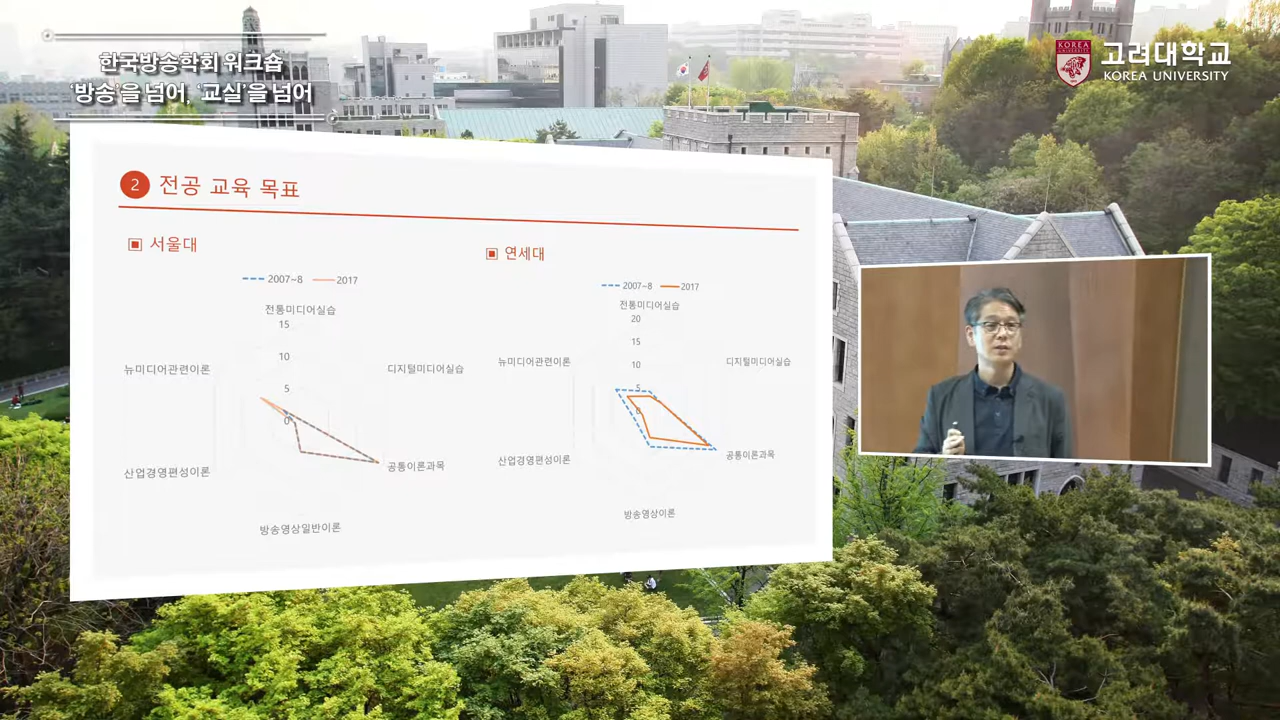 한국방송학회 워크숍
'방송'을 넘어, '교실'을 넘어
KOREA
고려대학교
KOREA UNIVERSITY
2 전공 교육 목표
서울대
2007~8 2017
전통미디어실습
15
10
5
0
뉴미디어관련이론
디지털미디어실습
산업경영편성이론
공통이론과목
방송영상일반이론
연세대
2007~8 2017
전통미디어실습
20
15
10
5
0
뉴미디어관련이론
디지털미디어실습
산업경영편성이론
공통이론과목
방송영상이론